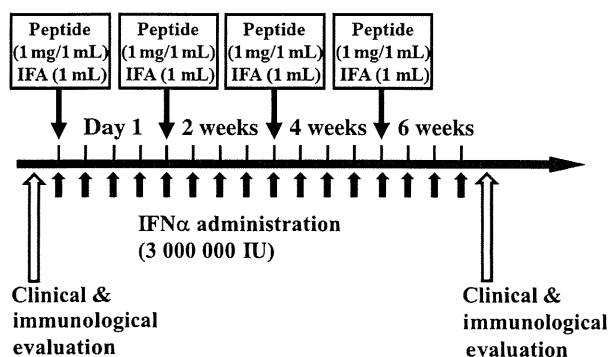 Peptide
(1 mg/1 mL)
IFA (1 mL)
Peptide
(1 mg/1 mL)
IFA (1 mL)
Peptide
(1 mg/1 mL)
IFA (1 mL)
Peptide
(1 mg/1 mL)
IFA (1 mL)
Day 1 2 weeks 4 weeks 6 weeks
IFNα administration
(3 000 000 IU)
Clinical &
immunological
evaluation
Clinical &
immunological
evaluation